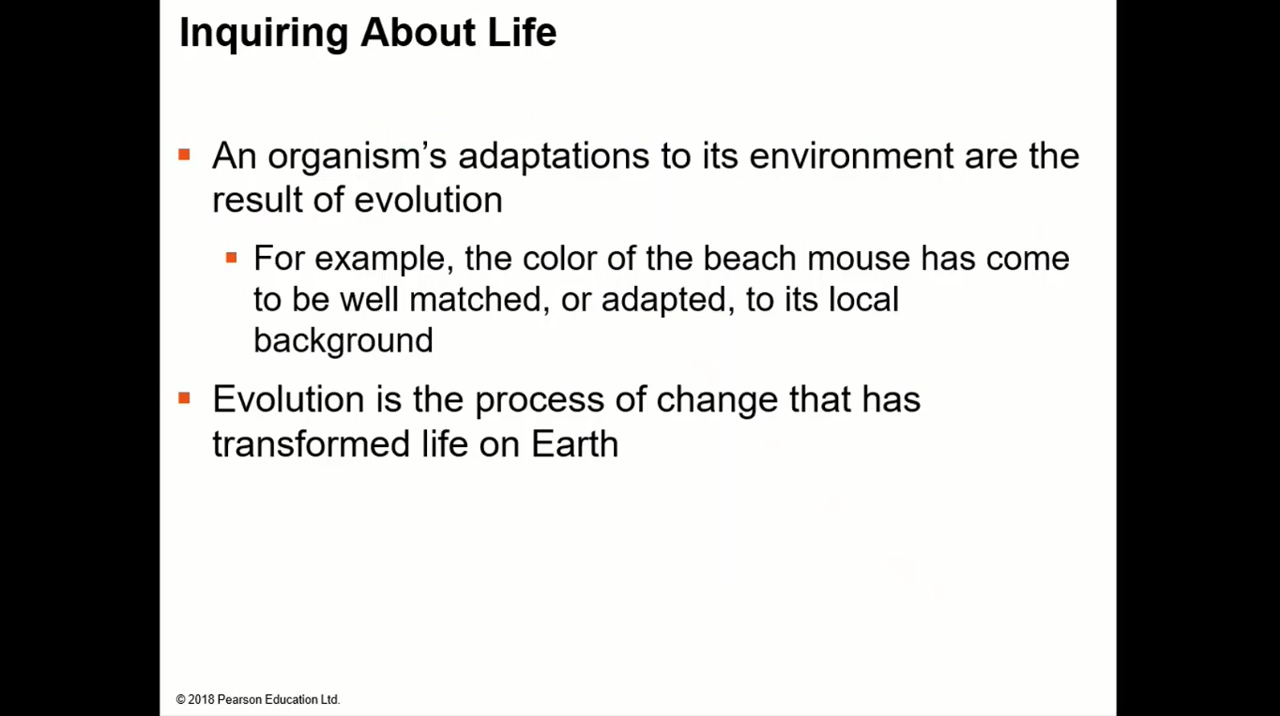 Inquiring About Life
An organism’s adaptations to its environment are the
result of evolution
For example, the color of the beach mouse has come
to be well matched, or adapted, to its local
background
Evolution is the process of change that has
transformed life on Earth
© 2018 Pearson Education Ltd.